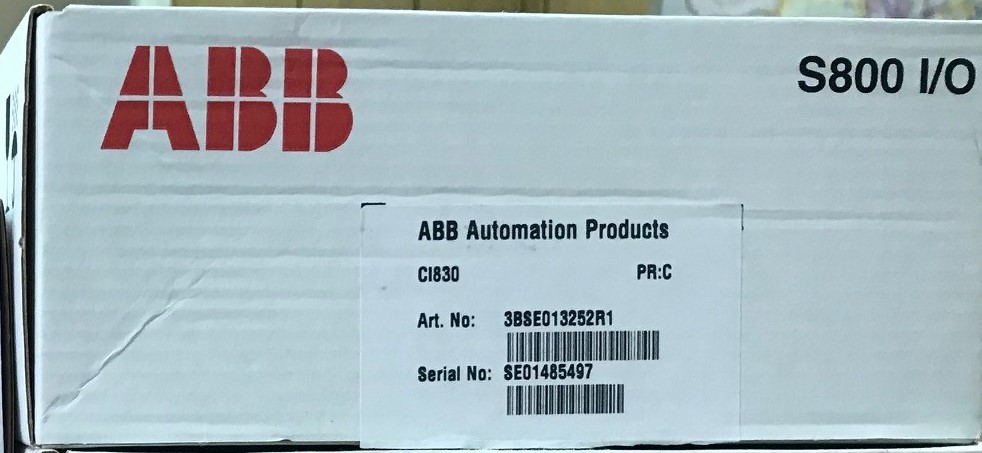 ABB
S800 I/O
ABB Automation Products
CI830 PR:C
Art. No: 3BSE013252R1
Serial No: SE01485497